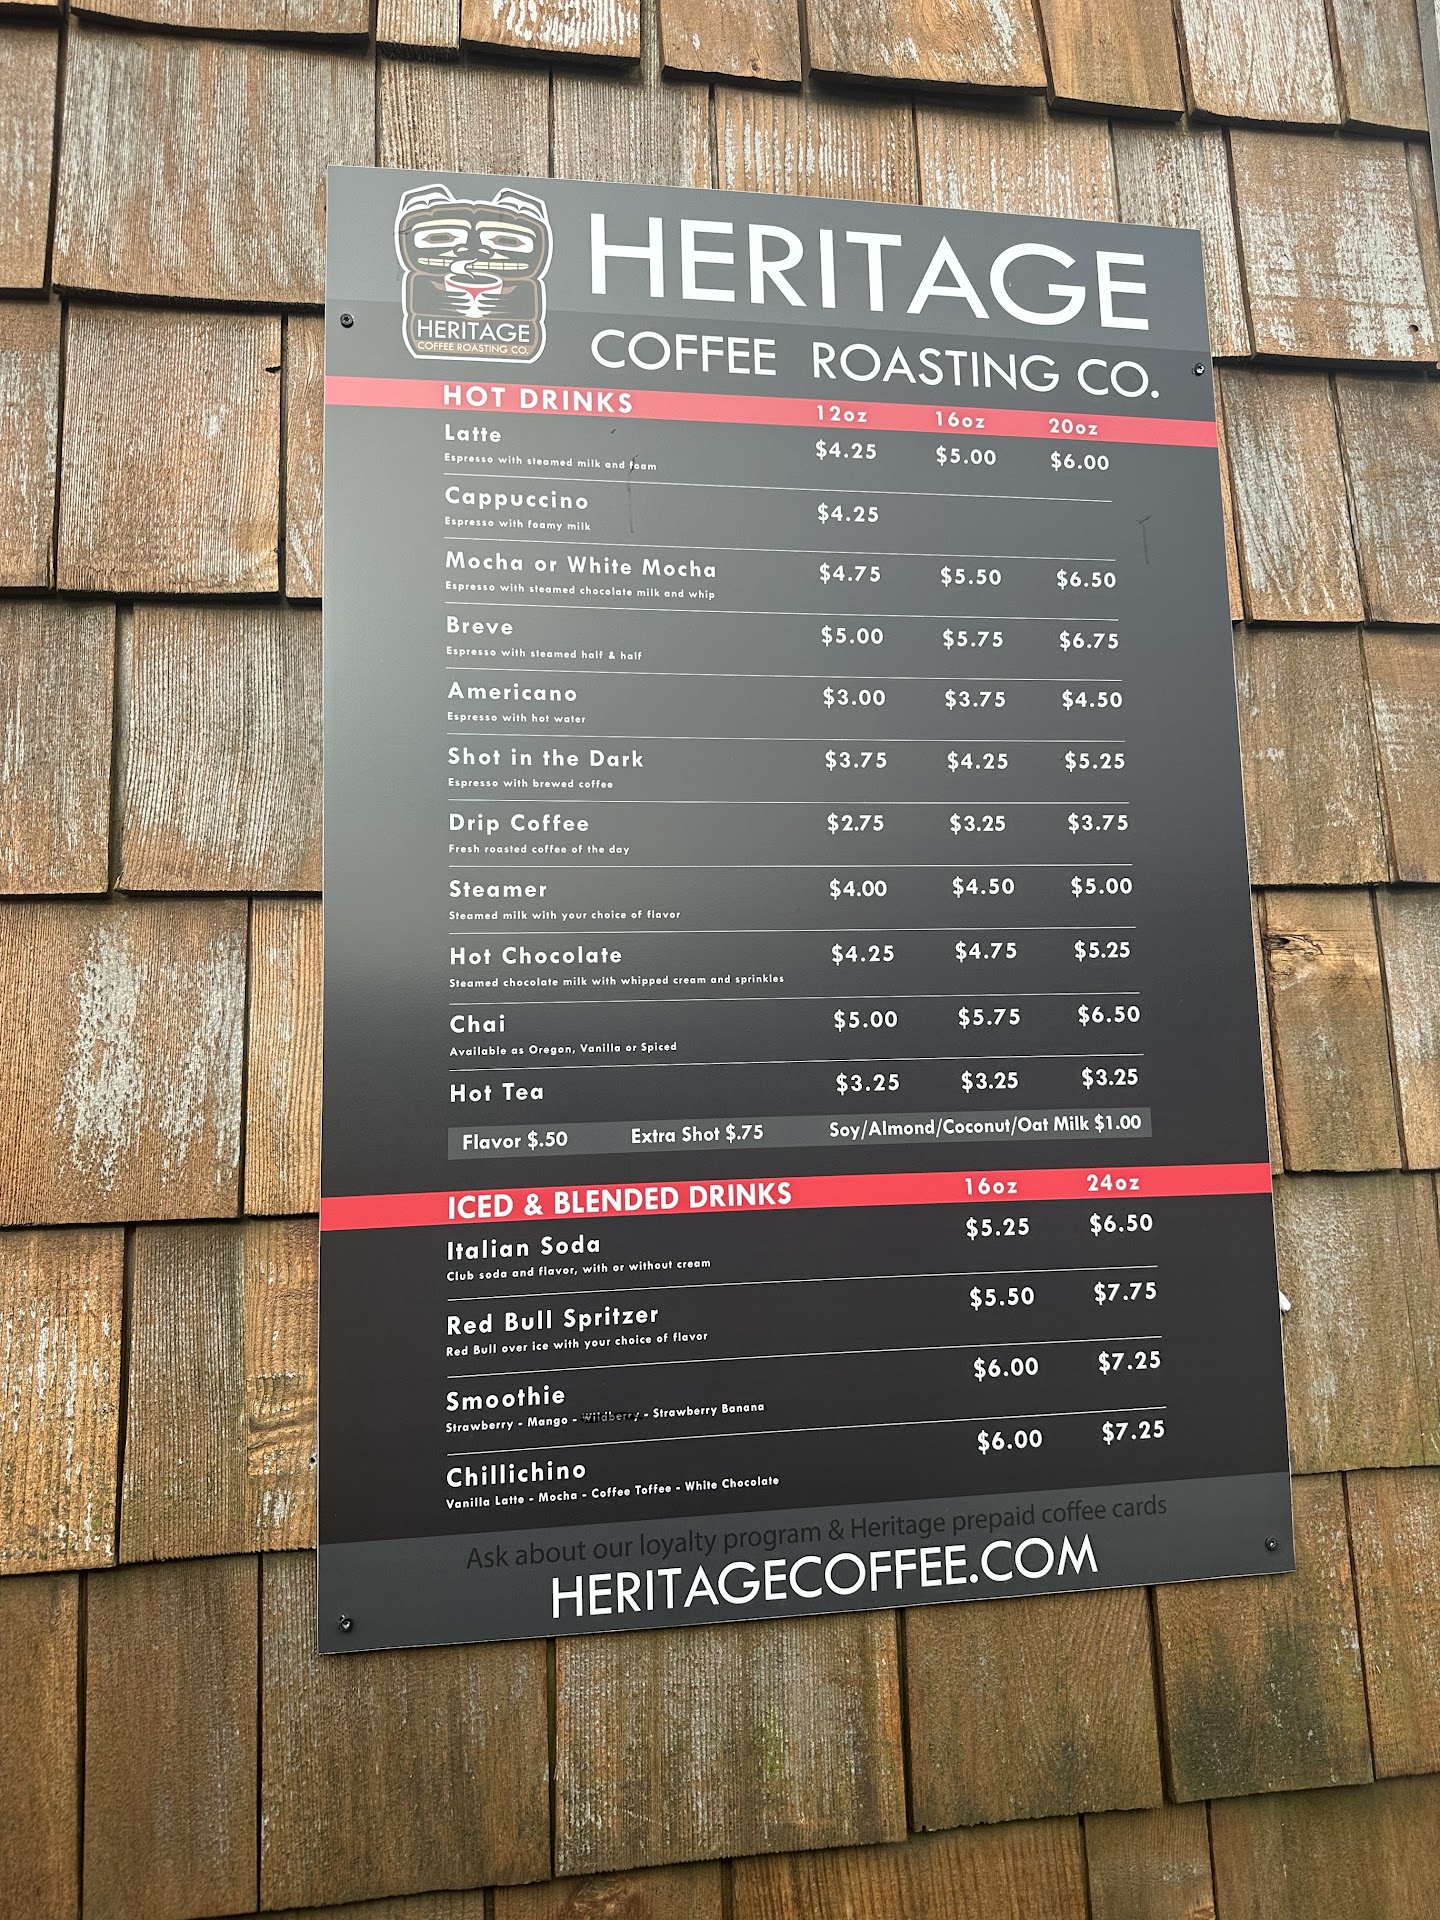 HERITAGE
COFFEE ROASTING CO.
HERITAGE
COFFEE ROASTING CO.
HOT DRINKS 12oz 16oz 20oz
Latte $4.25 $5.00 $6.00
Espresso with steamed milk and foam
Cappuccino $4.25
Espresso with foamy milk
Mocha or White Mocha $4.75 $5.50 $6.50
Espresso with steamed chocolate milk and whip
Breve $5.00 $5.75 $6.75
Espresso with steamed half & half
Americano $3.00 $3.75 $4.50
Espresso with hot water
Shot in the Dark $3.75 $4.25 $5.25
Espresso with brewed coffee
Drip Coffee $2.75 $3.25 $3.75
Fresh roasted coffee of the day
Steamer $4.00 $4.50 $5.00
Steamed milk with your choice of flavor
Hot Chocolate $4.25 $4.75 $5.25
Steamed chocolate milk with whipped cream and sprinkles
Chai $5.00 $5.75 $6.50
Available as Oregon, Vanilla or Spiced
Hot Tea $3.25 $3.25 $3.25
Flavor $.50 Extra Shot $.75 Soy/Almond/Coconut/Oat Milk $1.00
ICED & BLENDED DRINKS 16oz 24oz
Italian Soda $5.25 $6.50
Club soda and flavor, with or without cream
Red Bull Spritzer $5.50 $7.75
Red Bull over ice with your choice of flavor
Smoothie $6.00 $7.25
Strawberry - Mango - Wildberry - Strawberry Banana
Chillichino $6.00 $7.25
Vanilla Latte - Mocha - Coffee Toffee - White Chocolate
Ask about our loyalty program & Heritage prepaid coffee cards
HERITAGECOFFEE.COM